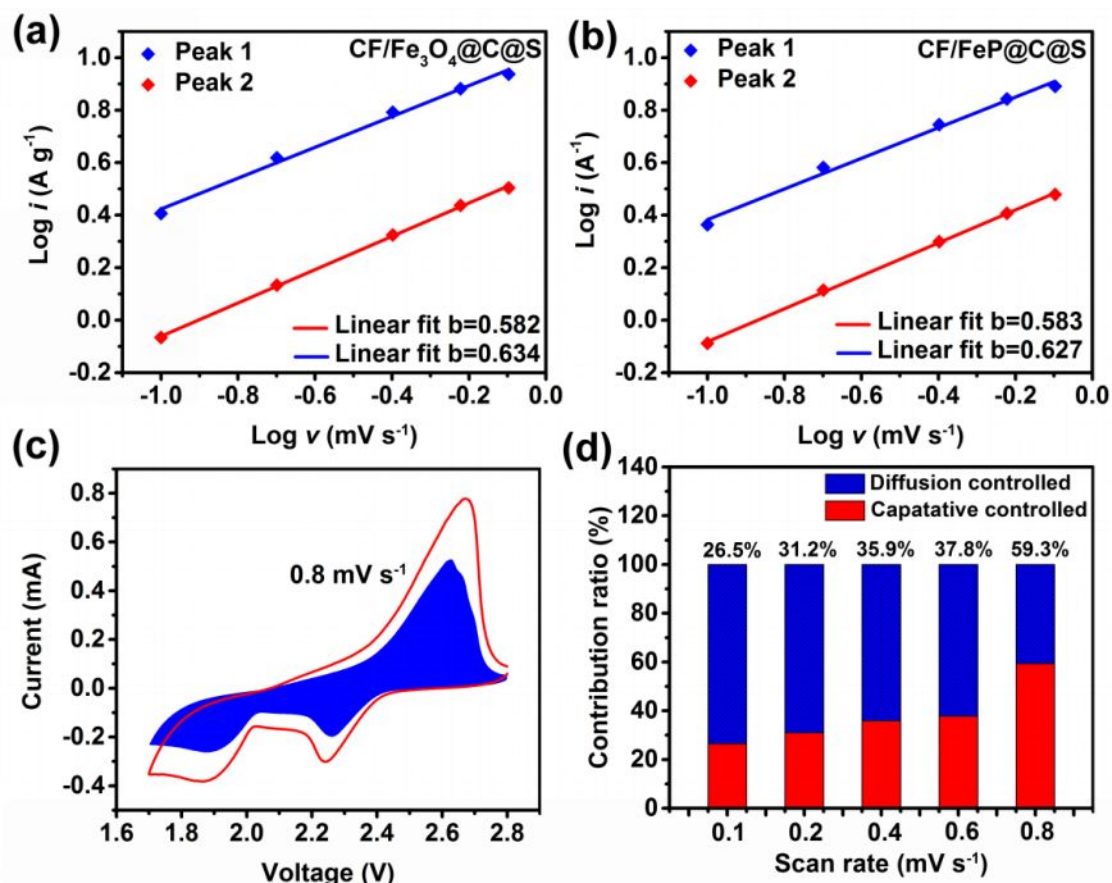 (a)
Peak 1
Peak 2
CF/Fe₃O₄@C@S
Log i (A g⁻¹)
1.0
0.8
0.6
0.4
0.2
0.0
-0.2
Linear fit b=0.582
Linear fit b=0.634
-1.0 -0.8 -0.6 -0.4 -0.2 0.0
Log v (mV s⁻¹)
(b)
Peak 1
Peak 2
CF/FeP@C@S
Log i (A⁻¹)
1.0
0.8
0.6
0.4
0.2
0.0
-0.2
Linear fit b=0.583
Linear fit b=0.627
-1.0 -0.8 -0.6 -0.4 -0.2 0.0
Log v (mV s⁻¹)
(c)
Current (mA)
0.8
0.6
0.4
0.2
0.0
-0.2
-0.4
0.8 mV s⁻¹
1.6 1.8 2.0 2.2 2.4 2.6 2.8
Voltage (V)
(d)
Contribution ratio (%)
140
120
100
80
60
40
20
0
Diffusion controlled
Capatative controlled
26.5% 31.2% 35.9% 37.8% 59.3%
0.1 0.2 0.4 0.6 0.8
Scan rate (mV s⁻¹)